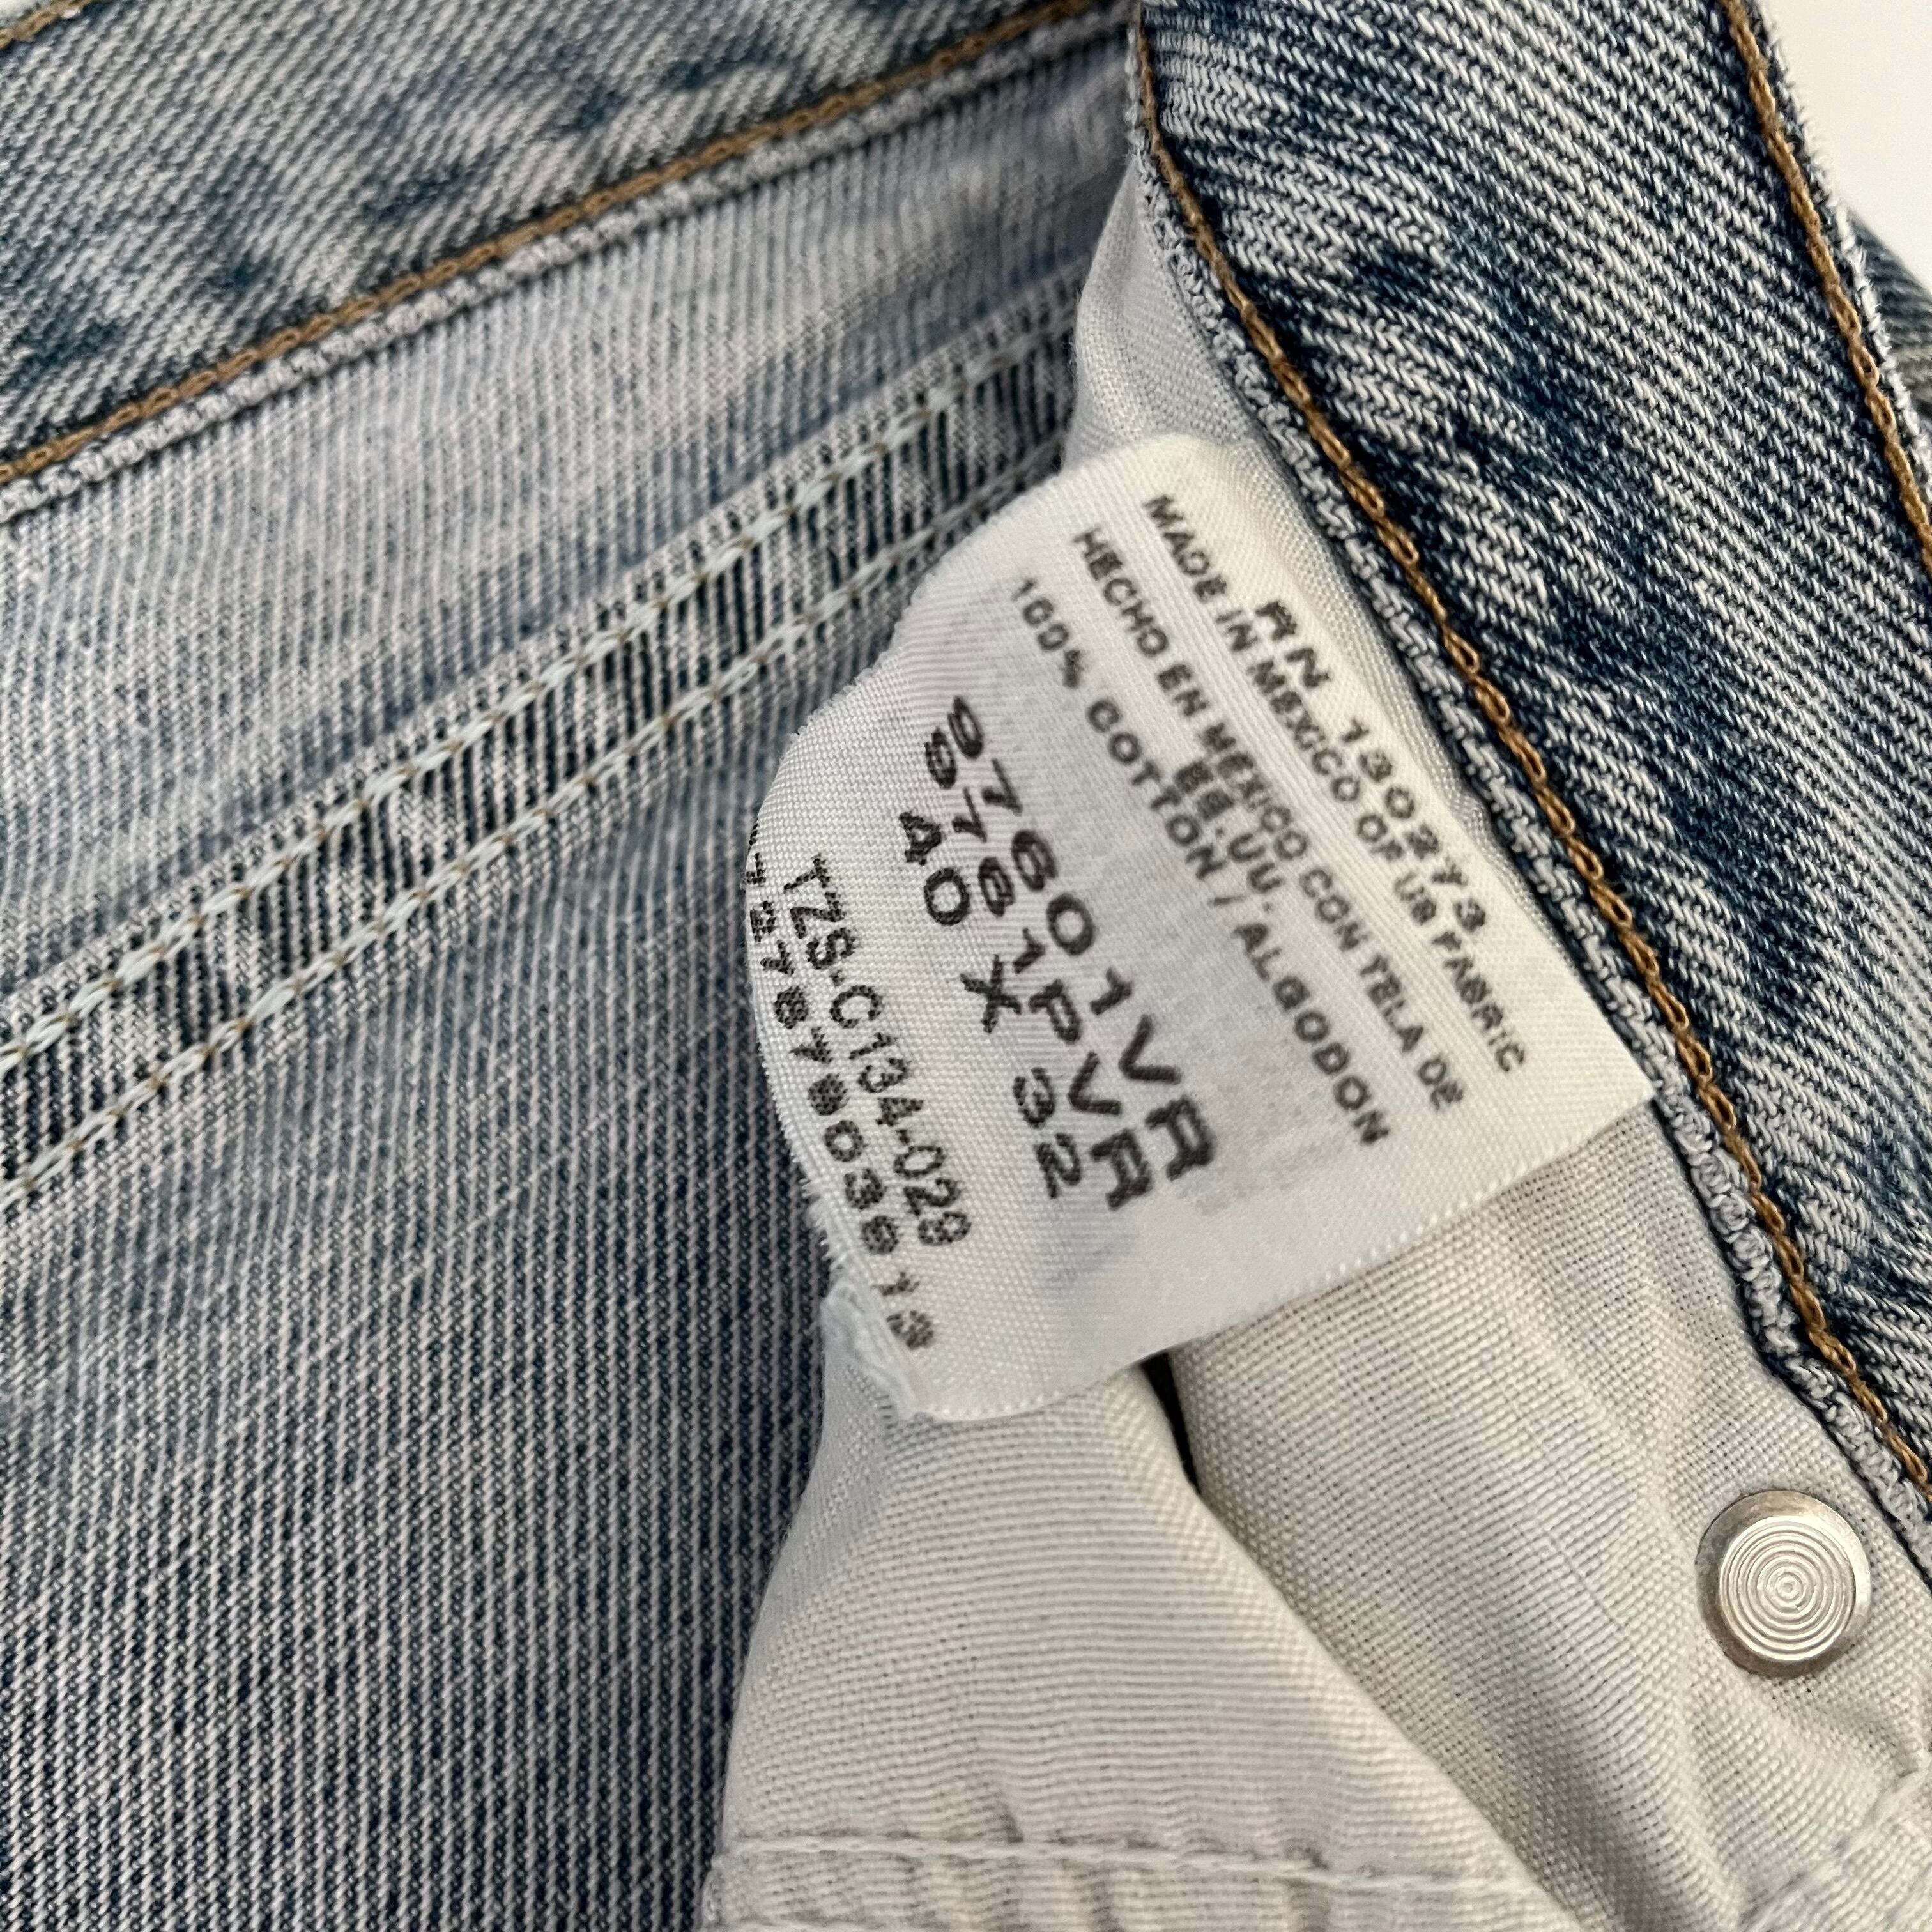 RN 130273
MADE IN MEXICO OF US FABRIC
HECHO EN MEXICO CON TELA DE
EE.UU.
100% COTTON / ALGODON
97601VR
9761PVR
40 X 32
TZS-C134-029